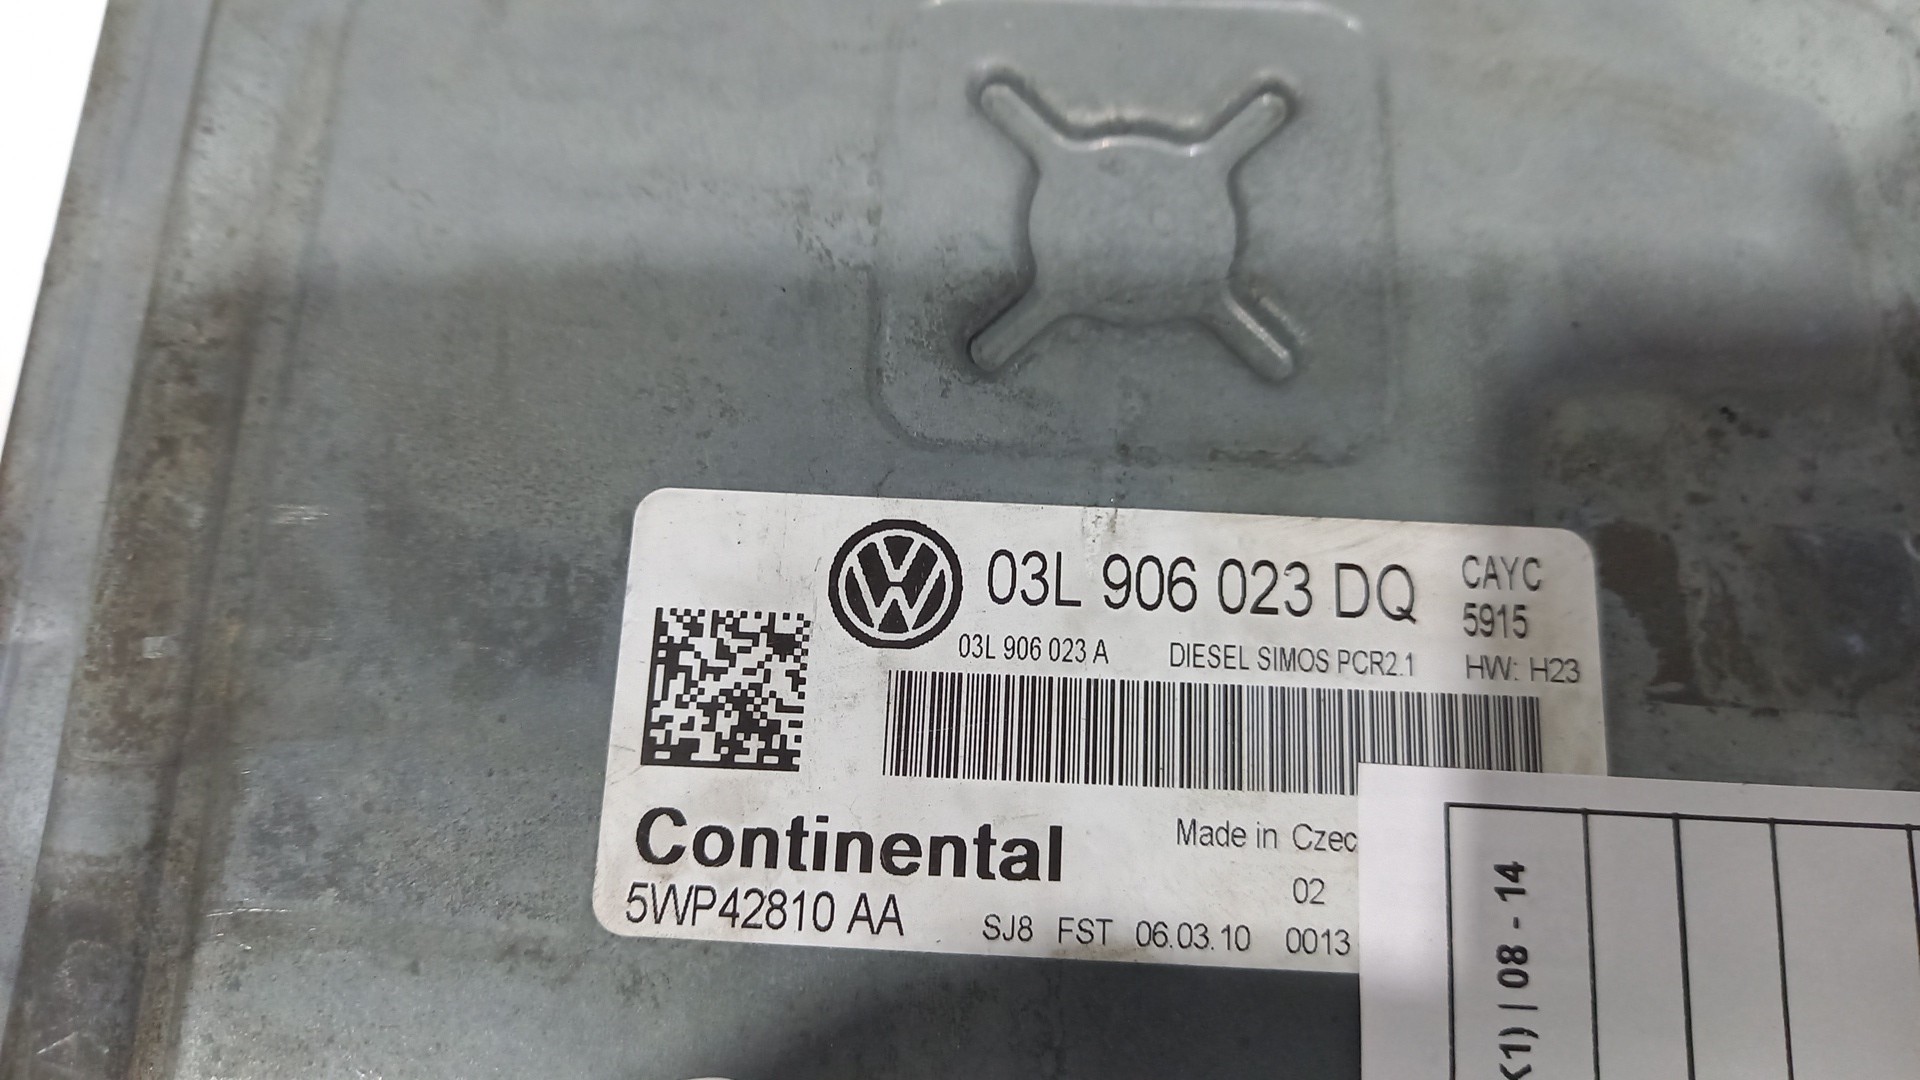 03L 906 023 DQ
CAYC
5915
03L 906 023 A
DIESEL SIMOS PCR2.1
HW: H23
Continental
Made in Czec
02
5WP42810 AA
SJ8 FST 06.03.10 0013
K1) | 08 - 14